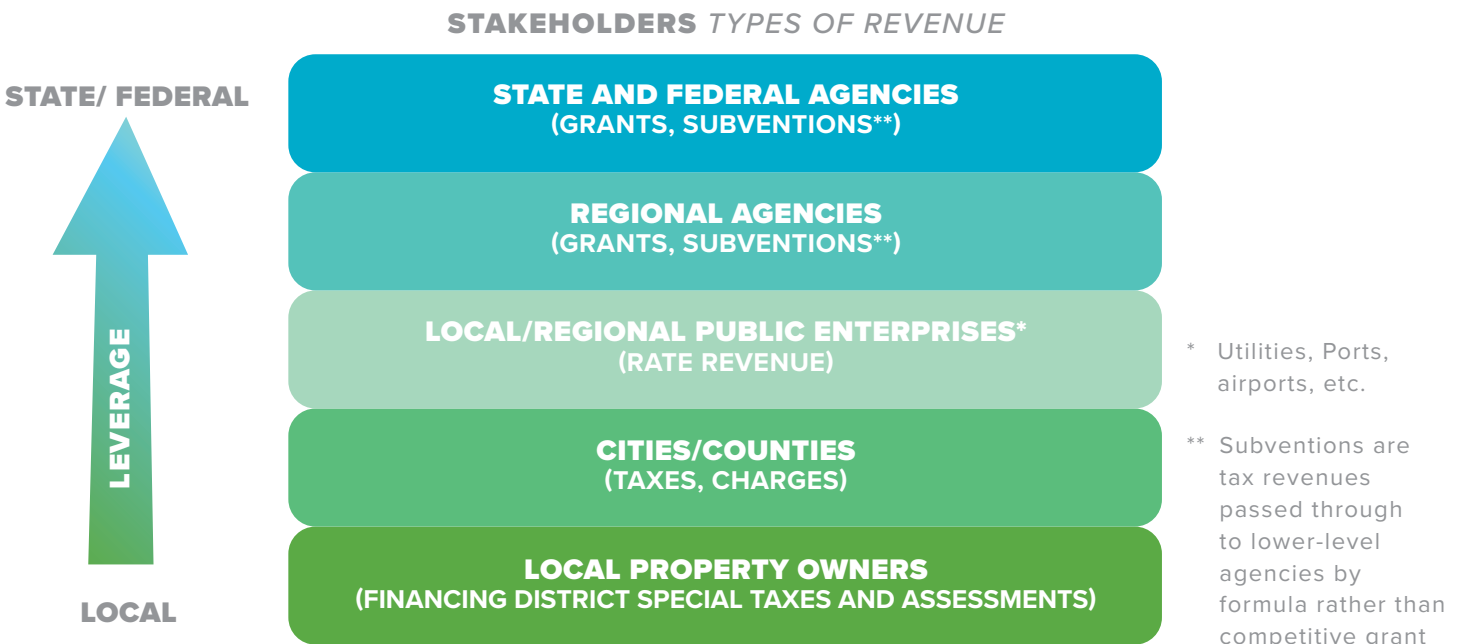 STAKEHOLDERS TYPES OF REVENUE
STATE/ FEDERAL
LEVERAGE
LOCAL
STATE AND FEDERAL AGENCIES
(GRANTS, SUBVENTIONS**)
REGIONAL AGENCIES
(GRANTS, SUBVENTIONS**)
LOCAL/REGIONAL PUBLIC ENTERPRISES*
(RATE REVENUE)
CITIES/COUNTIES
(TAXES, CHARGES)
LOCAL PROPERTY OWNERS
(FINANCING DISTRICT SPECIAL TAXES AND ASSESSMENTS)
* Utilities, Ports,
airports, etc.
** Subventions are
tax revenues
passed through
to lower-level
agencies by
formula rather than
competitive grant